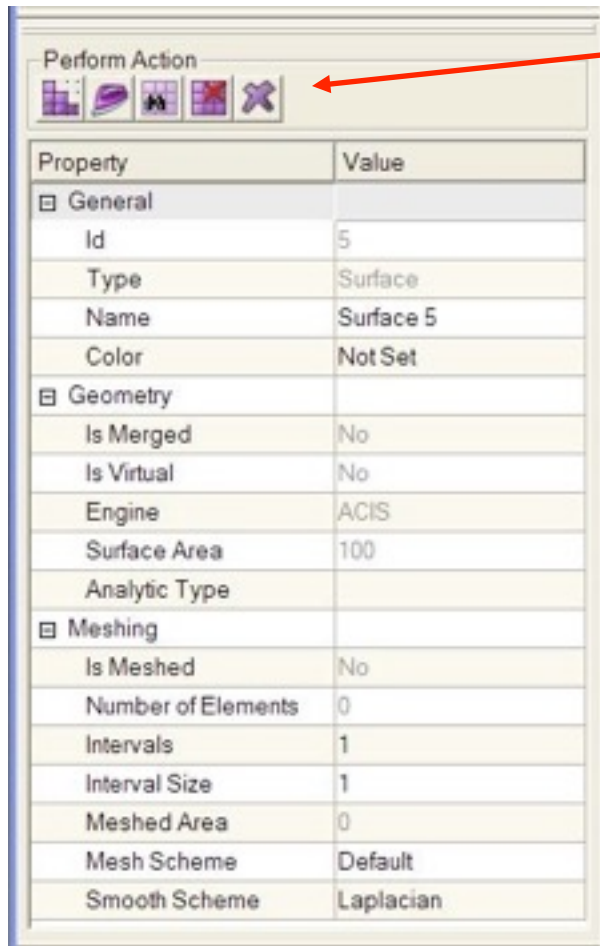 Perform Action
Property Value
General
Id 5
Type Surface
Name Surface 5
Color Not Set
Geometry
Is Merged No
Is Virtual No
Engine ACIS
Surface Area 100
Analytic Type
Meshing
Is Meshed No
Number of Elements 0
Intervals 1
Interval Size 1
Meshed Area 0
Mesh Scheme Default
Smooth Scheme Laplacian